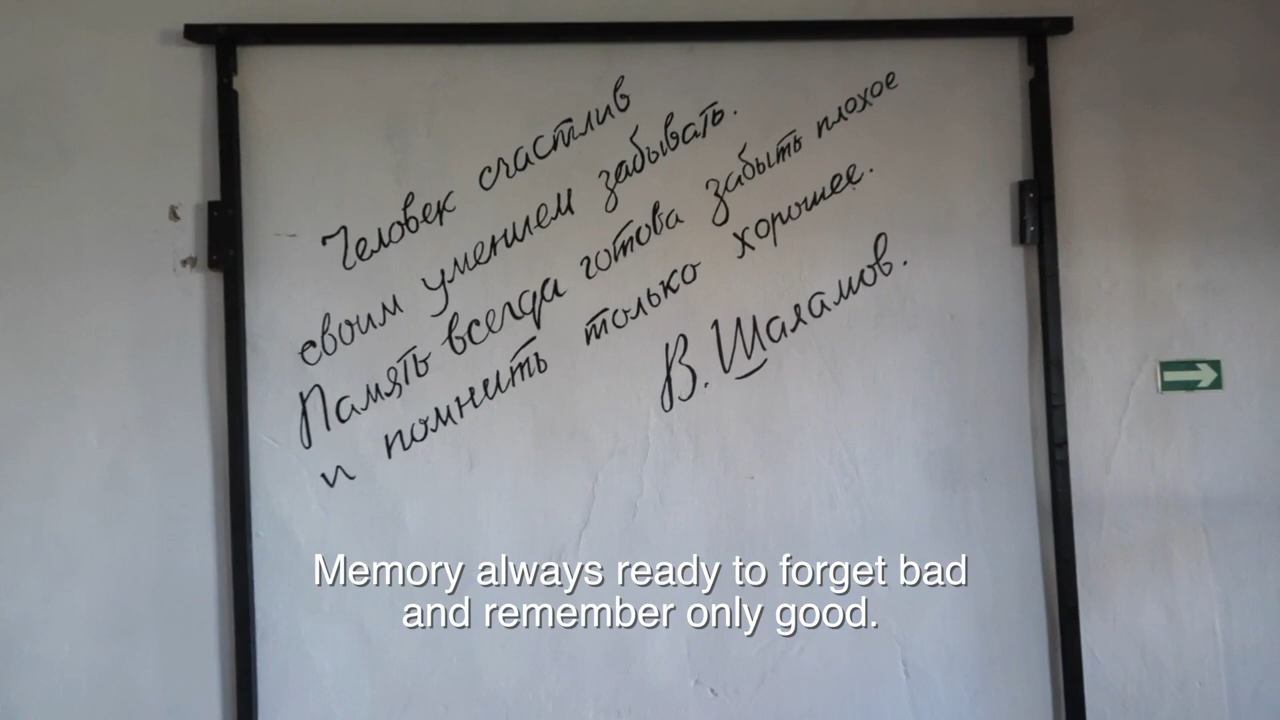 Человек счастлив
своим умением забывать.
Память всегда готова забыть плохое
и помнить только хорошее.
В. Шаламов.
Memory always ready to forget bad
and remember only good.